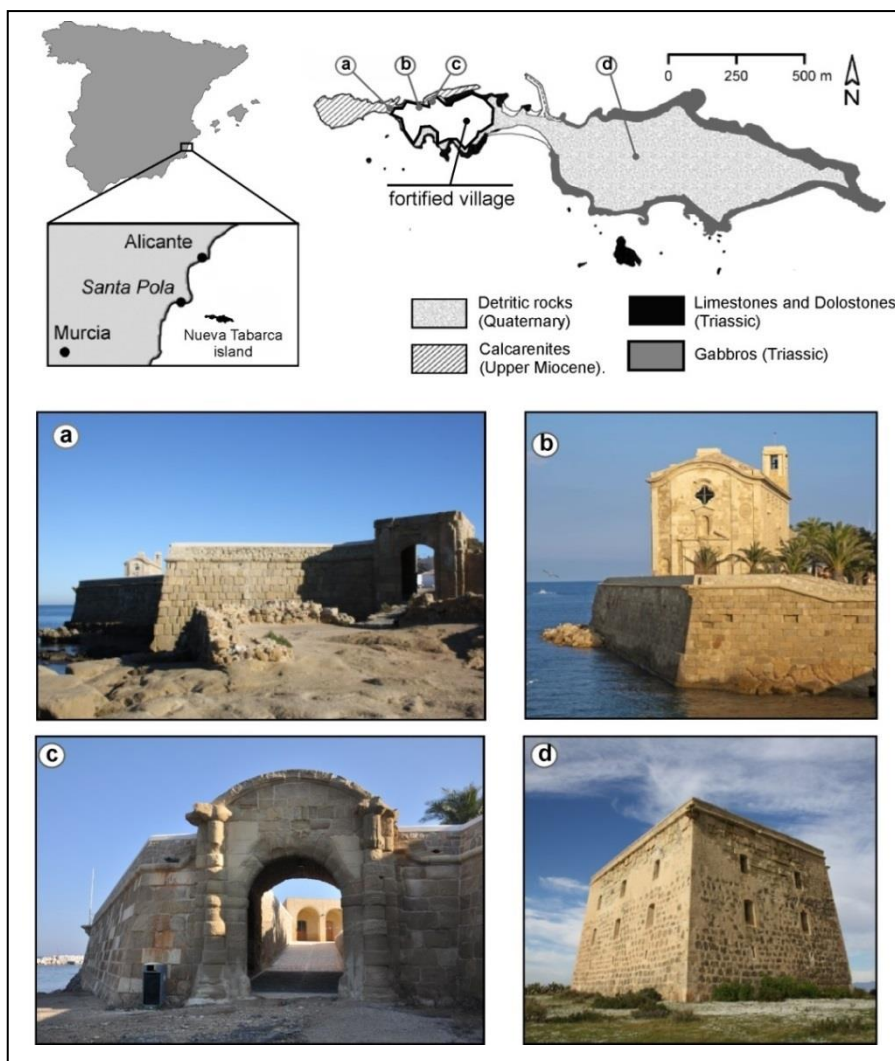 a
b
c
d
0 250 500 m
N
fortified village
Alicante
Santa Pola
Murcia
Nueva Tabarca
island
Detritic rocks
(Quaternary)
Limestones and Dolostones
(Triassic)
Calcarenites
(Upper Miocene).
Gabbros (Triassic)
a
b
c
d